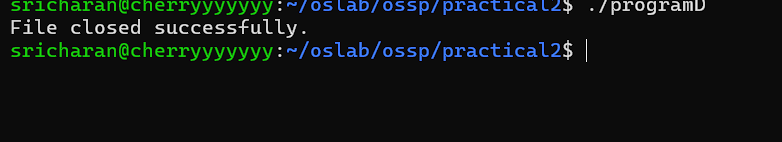 sricharan@cherryyyyyyy:~/oslab/ossp/practical2$ ./programD
File closed successfully.
sricharan@cherryyyyyyy:~/oslab/ossp/practical2$